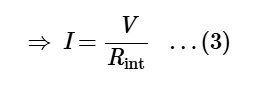 ⇒ I = V / R_int ...(3)